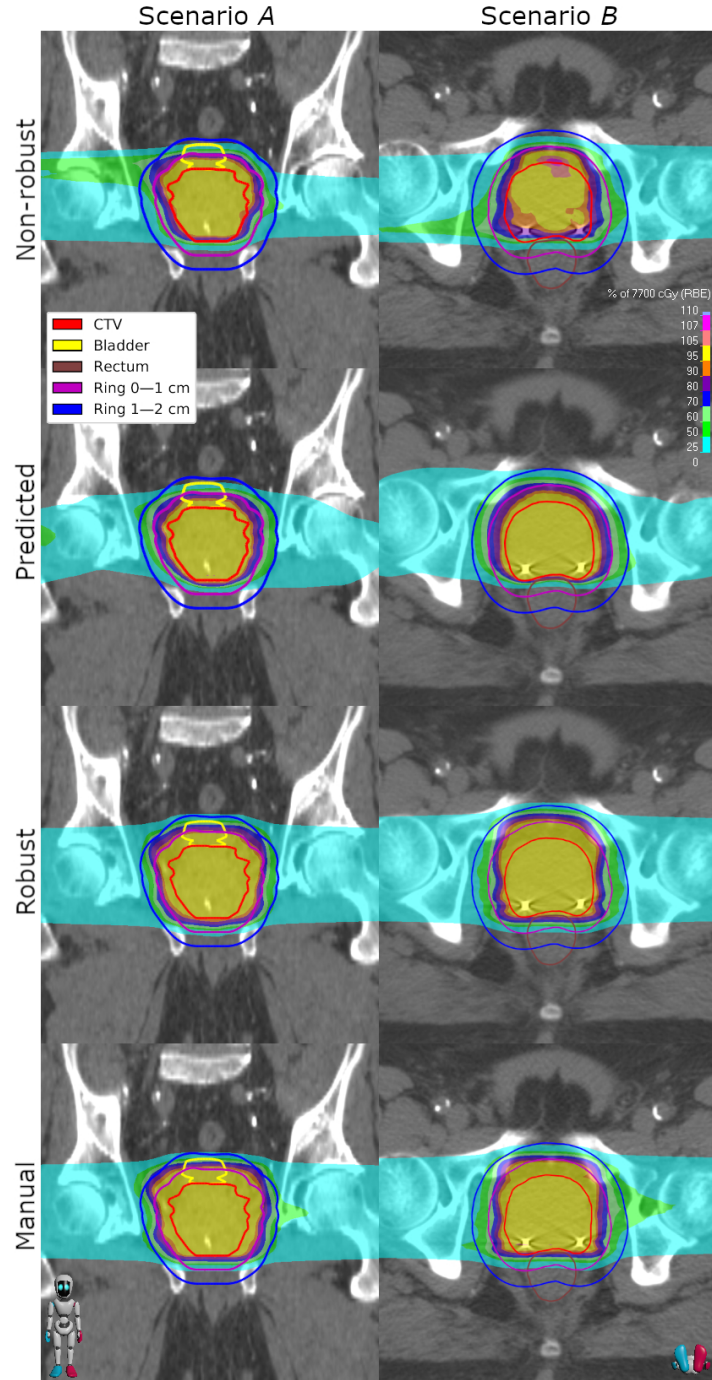 Scenario A
Scenario B
Non-robust
% of 7700 cGy (RBE)
110
107
105
95
90
80
70
60
50
25
0
CTV
Bladder
Rectum
Ring 0—1 cm
Ring 1—2 cm
Predicted
Robust
Manual